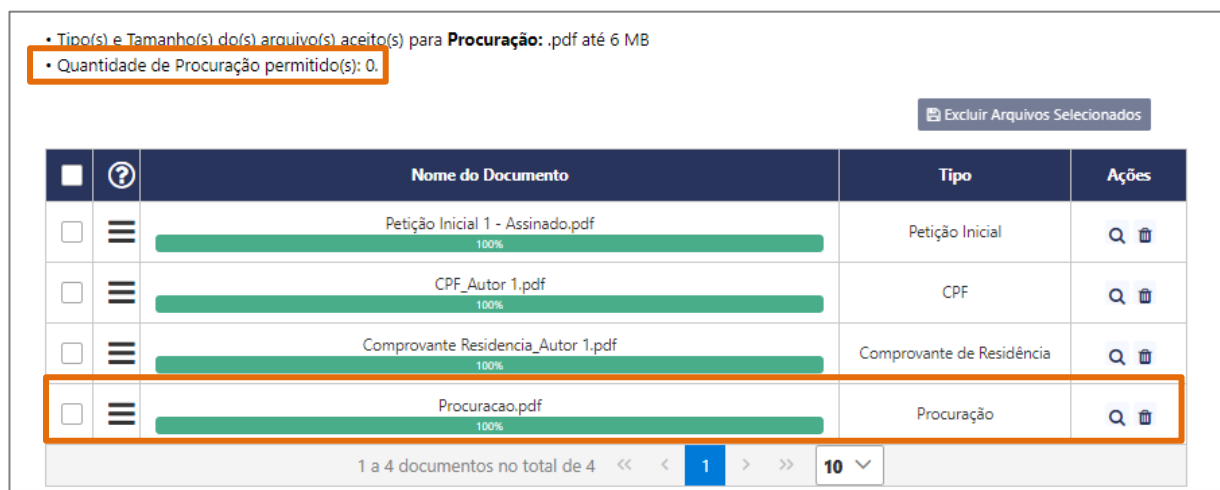 • Tipo(s) e Tamanho(s) do(s) arquivo(s) aceito(s) para Procuração: .pdf até 6 MB
• Quantidade de Procuração permitido(s): 0.
Excluir Arquivos Selecionados
Nome do Documento Tipo Ações
Petição Inicial 1 - Assinado.pdf
100%
Petição Inicial
CPF_Autor 1.pdf
100%
CPF
Comprovante Residencia_Autor 1.pdf
100%
Comprovante de Residência
Procuracao.pdf
100%
Procuração
1 a 4 documentos no total de 4 << < 1 > >> 10